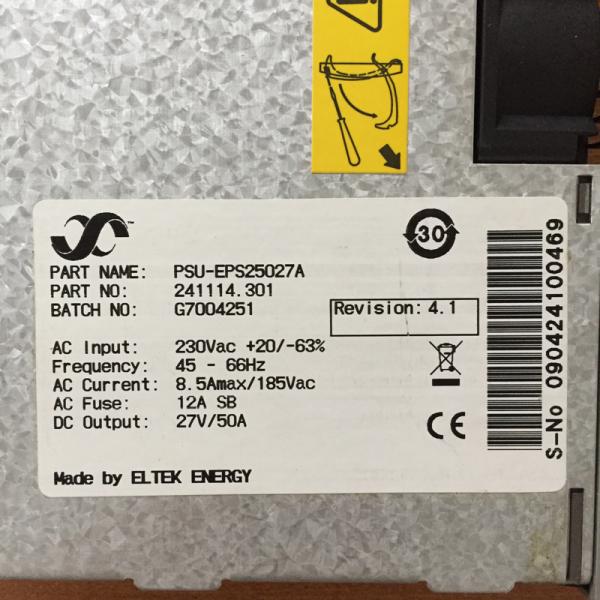 30
PART NAME: PSU-EPS25027A
PART NO: 241114.301
BATCH NO: G7004251
Revision: 4.1
AC Input: 230Vac +20/-63%
Frequency: 45 - 66Hz
AC Current: 8.5Amax/185Vac
AC Fuse: 12A SB
DC Output: 27V/50A
CE
Made by ELTEK ENERGY
S-No 090424100469